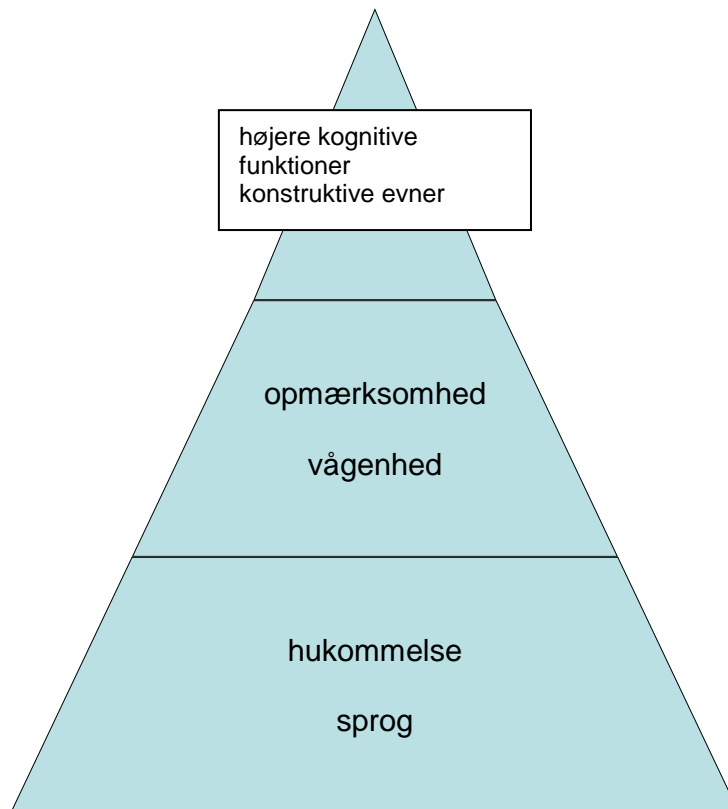 højere kognitive
funktioner
konstruktive evner
opmærksomhed
vågenhed
hukommelse
sprog